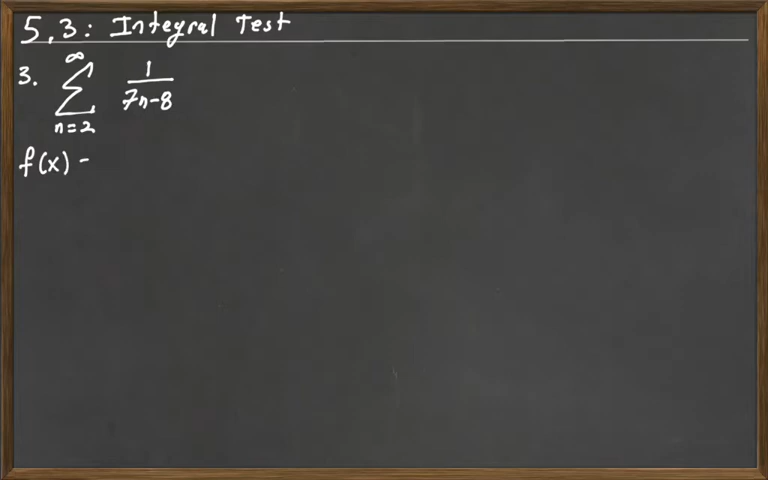 5.3: Integral Test
3. ∞ ∑ n=2 1/(7n-8)
f(x) -